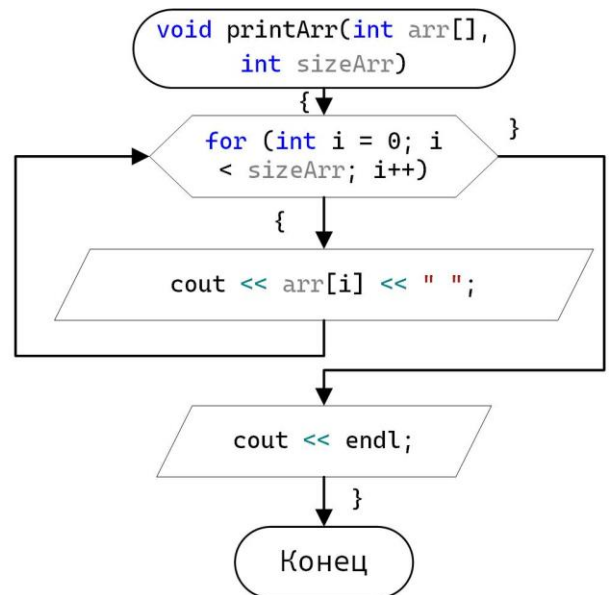 void printArr(int arr[],
int sizeArr)
{
for (int i = 0; i
< sizeArr; i++)
}
{
cout << arr[i] << " ";
cout << endl;
}
Конец